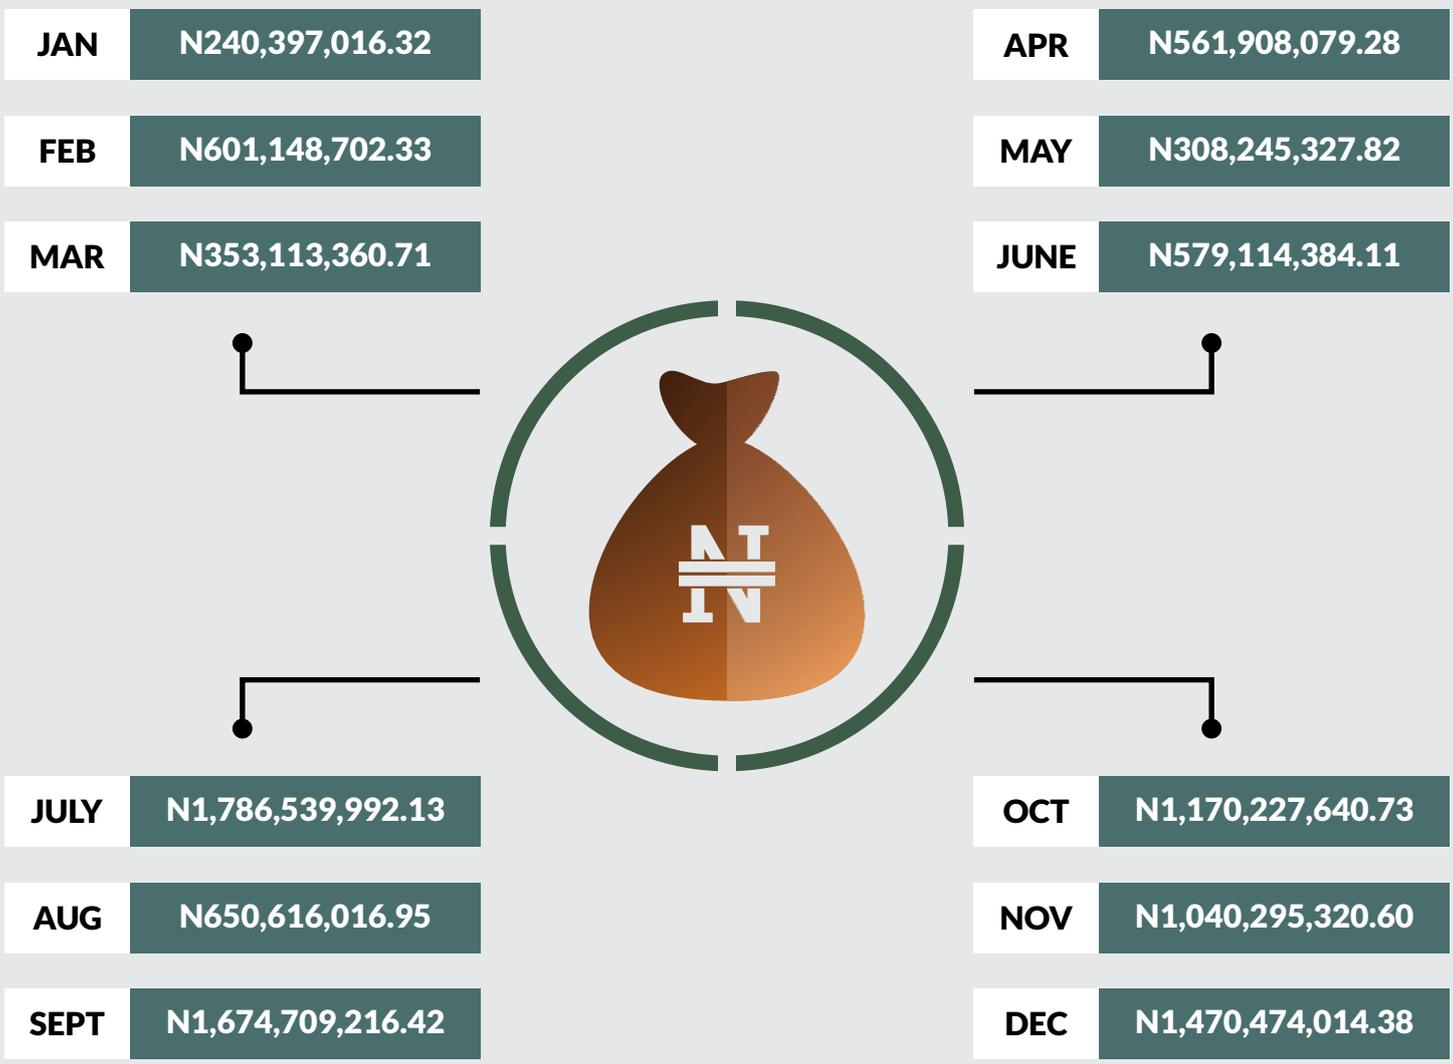 JAN N240,397,016.32
FEB N601,148,702.33
MAR N353,113,360.71
APR N561,908,079.28
MAY N308,245,327.82
JUNE N579,114,384.11
₦
JULY N1,786,539,992.13
AUG N650,616,016.95
SEPT N1,674,709,216.42
OCT N1,170,227,640.73
NOV N1,040,295,320.60
DEC N1,470,474,014.38